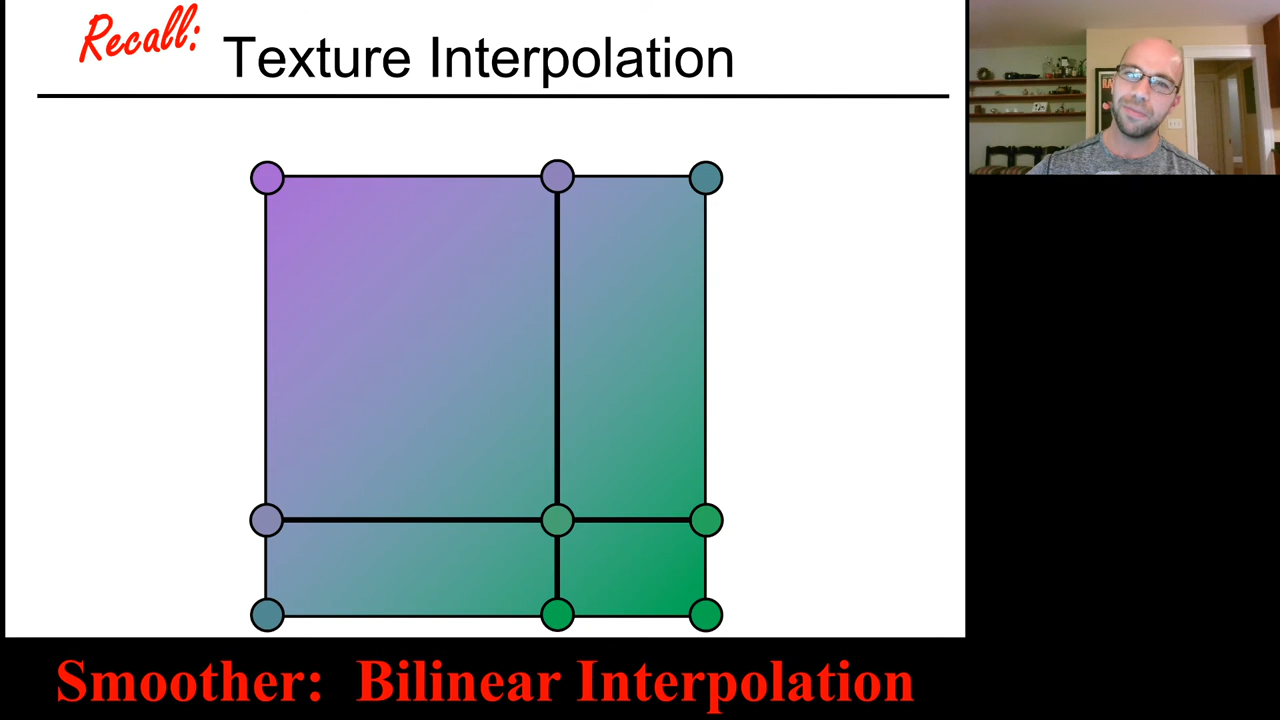 Recall:
Texture Interpolation
Smoother: Bilinear Interpolation